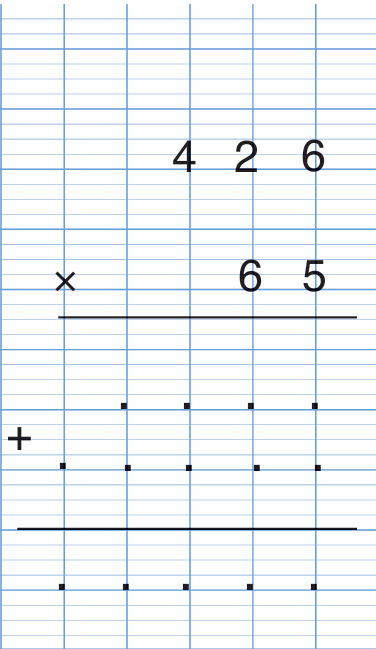 4 2 6
× 6 5
. . . .
+
. . . . .
. . . . .